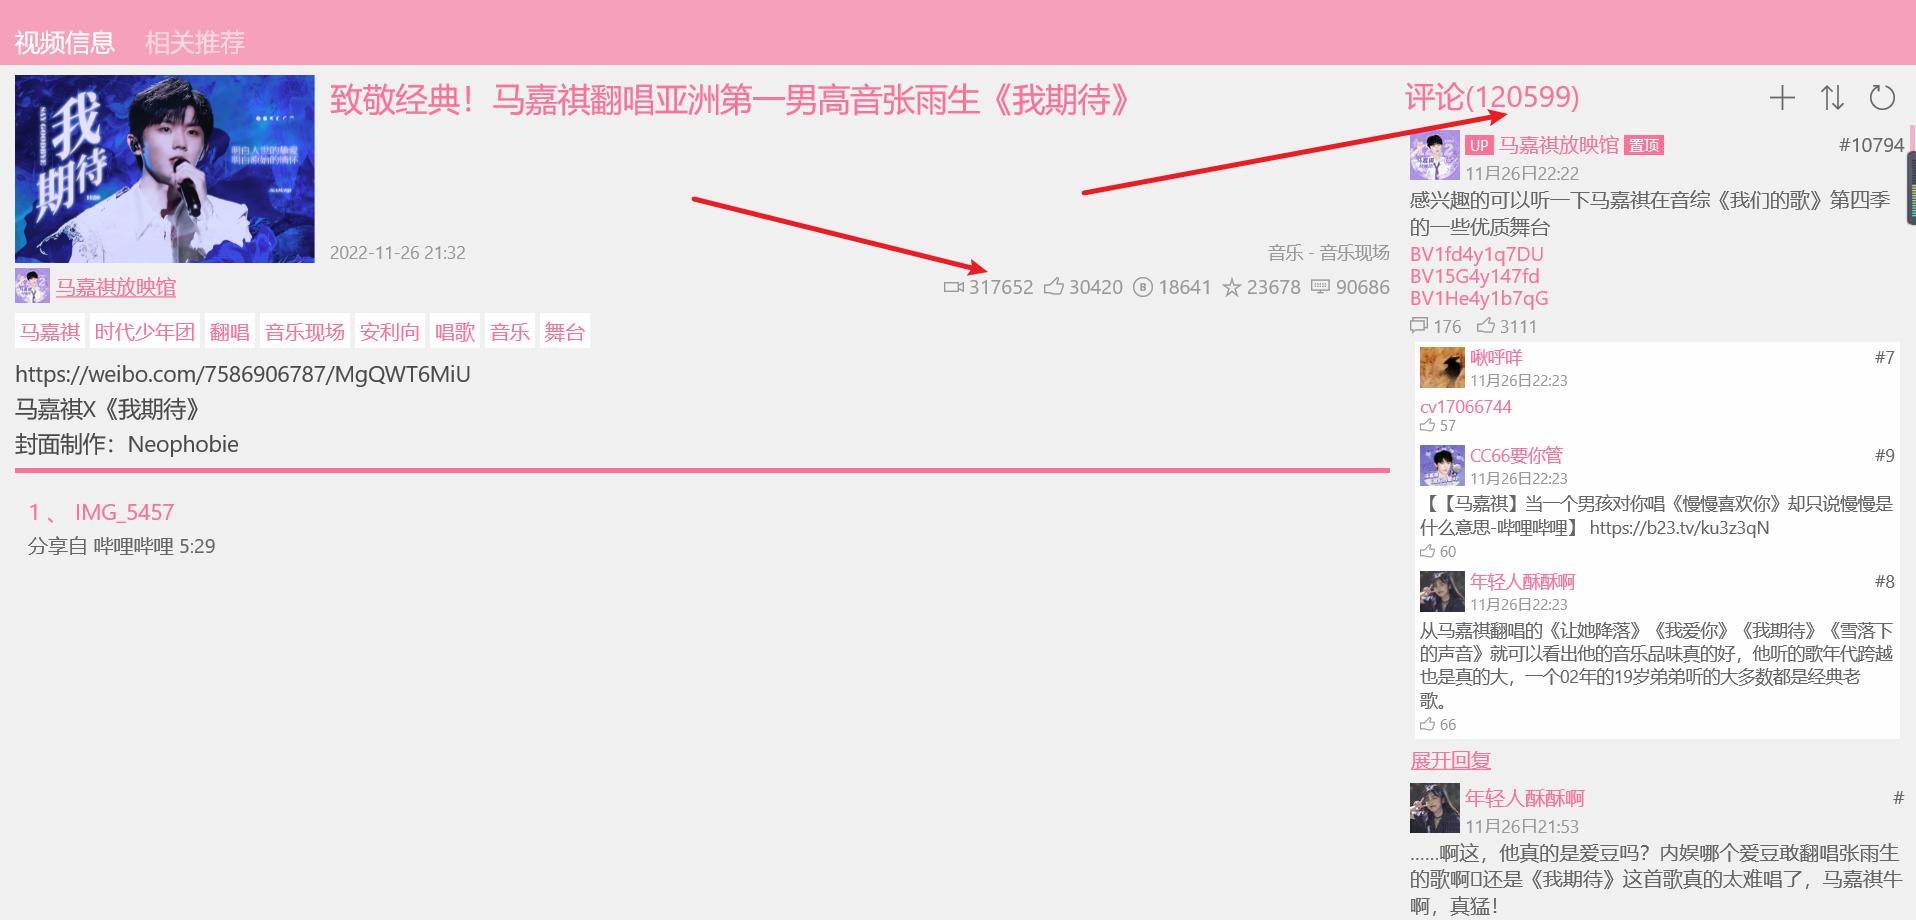 视频信息
相关推荐
我
期待
SAY GOODBYE
明白人世的挚爱
明白原始的情怀
致敬经典！马嘉祺翻唱亚洲第一男高音张雨生《我期待》
2022-11-26 21:32
音乐 - 音乐现场
马嘉祺放映馆
317652
30420
18641
23678
90686
马嘉祺
时代少年团
翻唱
音乐现场
安利向
唱歌
音乐
舞台
https://weibo.com/7586906787/MgQWT6MiU
马嘉祺X《我期待》
封面制作：Neophobie
1 、 IMG_5457
分享自 哔哩哔哩 5:29
评论(120599)
UP 马嘉祺放映馆 置顶
#10794
11月26日22:22
感兴趣的可以听一下马嘉祺在音综《我们的歌》第四季
的一些优质舞台
BV1fd4y1q7DU
BV15G4y147fd
BV1He4y1b7qG
176
3111
啾呼咩
#7
11月26日22:23
cv17066744
57
CC66要你管
#9
11月26日22:23
【【马嘉祺】当一个男孩对你唱《慢慢喜欢你》却只说慢慢是
什么意思-哔哩哔哩】 https://b23.tv/ku3z3qN
60
年轻人酥酥啊
#8
11月26日22:23
从马嘉祺翻唱的《让她降落》《我爱你》《我期待》《雪落下
的声音》就可以看出他的音乐品味真的好，他听的歌年代跨越
也是真的大，一个02年的19岁弟弟听的大多数都是经典老
歌。
66
展开回复
年轻人酥酥啊
#
11月26日21:53
……啊这，他真的是爱豆吗？内娱哪个爱豆敢翻唱张雨生
的歌啊还是《我期待》这首歌真的太难唱了，马嘉祺牛
啊，真猛！